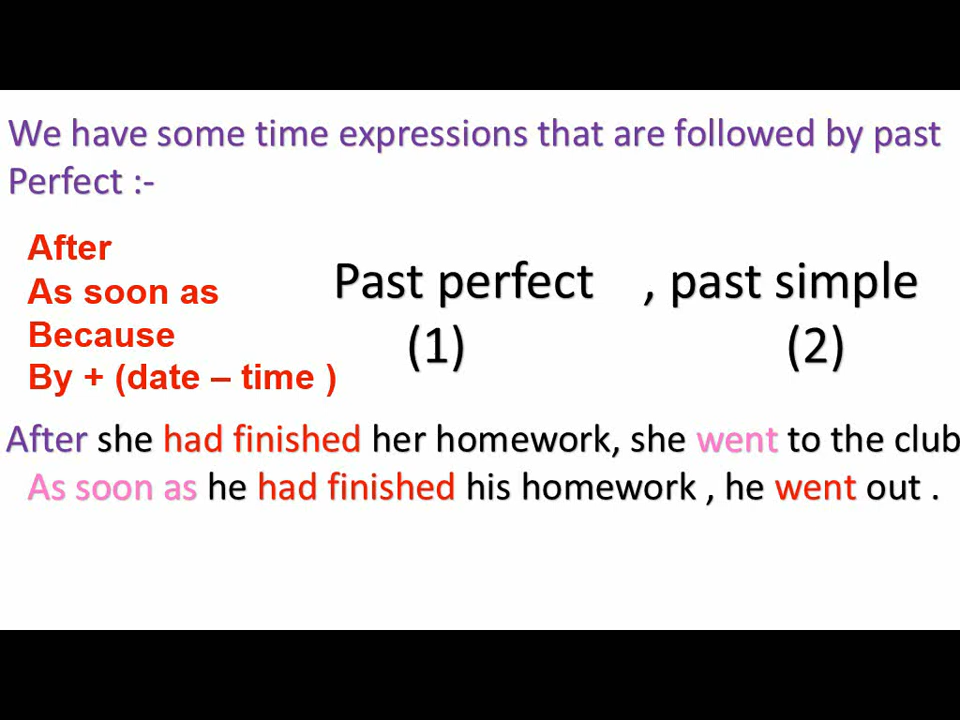 We have some time expressions that are followed by past
Perfect :-
After
As soon as
Because
By + (date – time )
Past perfect , past simple
(1) (2)
After she had finished her homework, she went to the club
As soon as he had finished his homework , he went out .